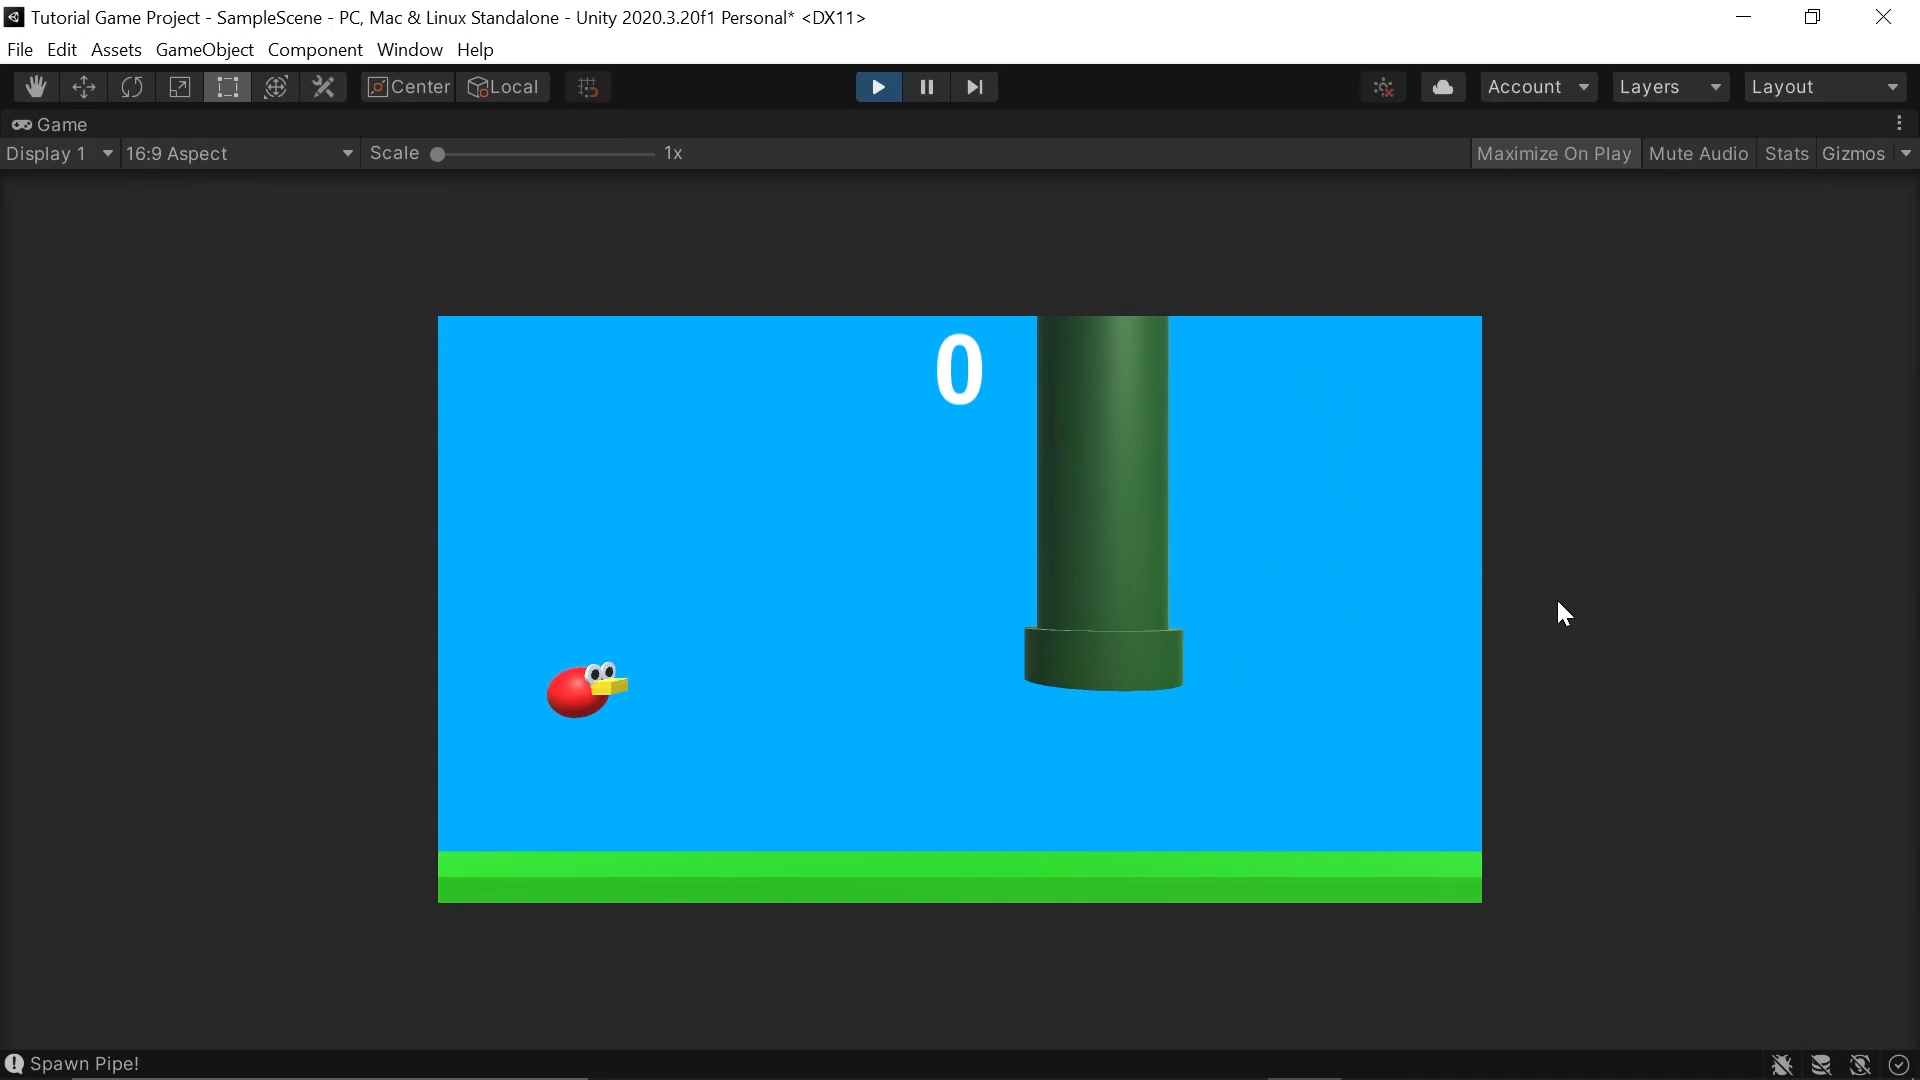 Tutorial Game Project - SampleScene - PC, Mac & Linux Standalone - Unity 2020.3.20f1 Personal* <DX11>
File Edit Assets GameObject Component Window Help
Center Local Account Layers Layout
Game
Display 1 16:9 Aspect Scale 1x Maximize On Play Mute Audio Stats Gizmos
0
Spawn Pipe!